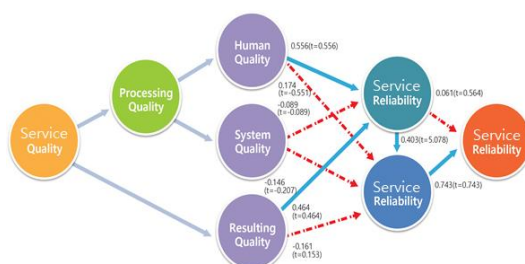 Human
Quality
0.556(t=0.556)
0.174
(t=-0.551)
Processing
Quality
Service
Reliability
0.061(t=0.564)
-0.089
(t=-0.089)
Service
Quality
System
Quality
0.403(t=5.078)
Service
Reliability
-0.146
(t=-0.207)
Service
Reliability
0.743(t=0.743)
0.464
(t=0.464)
Resulting
Quality
-0.161
(t=0.153)